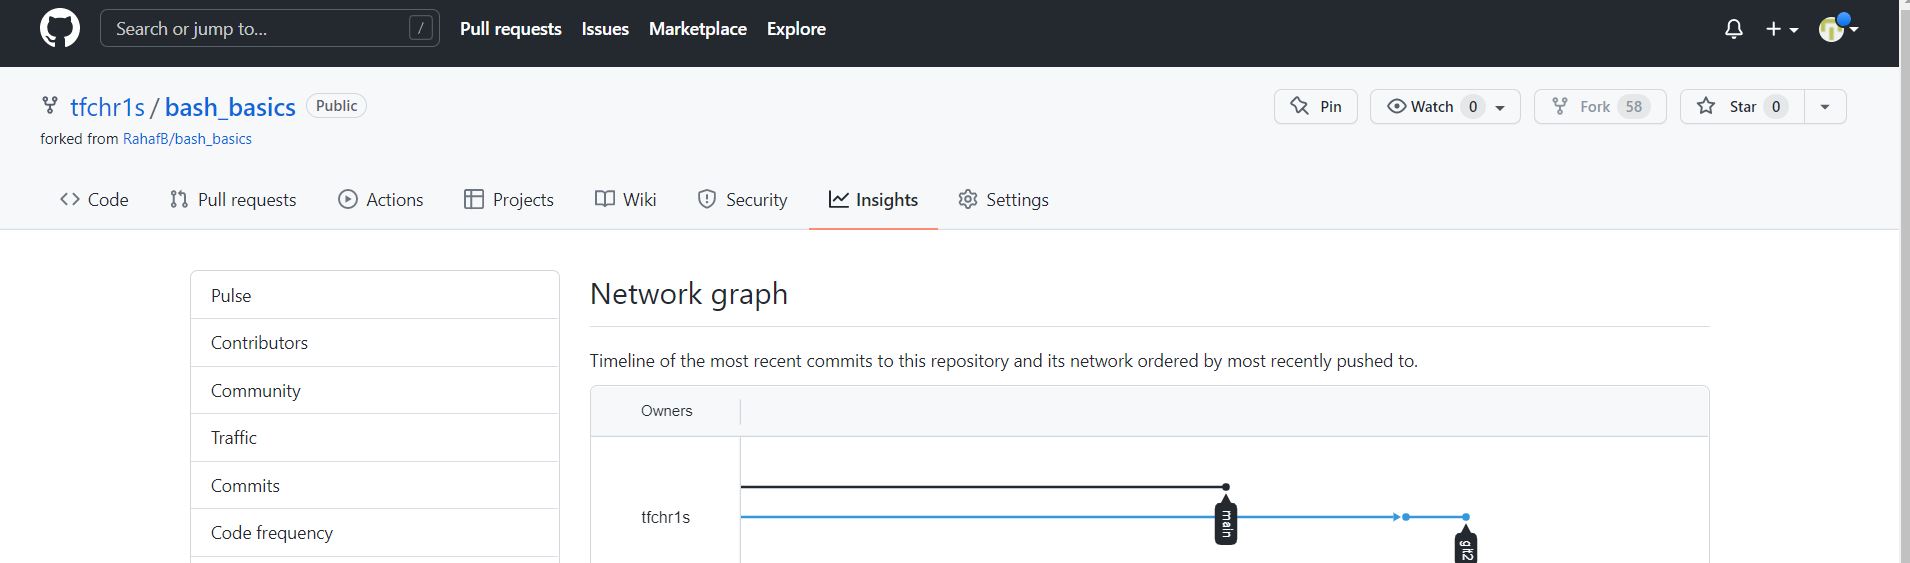 Search or jump to... /
Pull requests Issues Marketplace Explore
tfchr1s / bash_basics Public
forked from RahafB/bash_basics
Pin Watch 0 Fork 58 Star 0
Code Pull requests Actions Projects Wiki Security Insights Settings
Pulse
Contributors
Community
Traffic
Commits
Code frequency
Network graph
Timeline of the most recent commits to this repository and its network ordered by most recently pushed to.
Owners
tfchr1s
main
git2